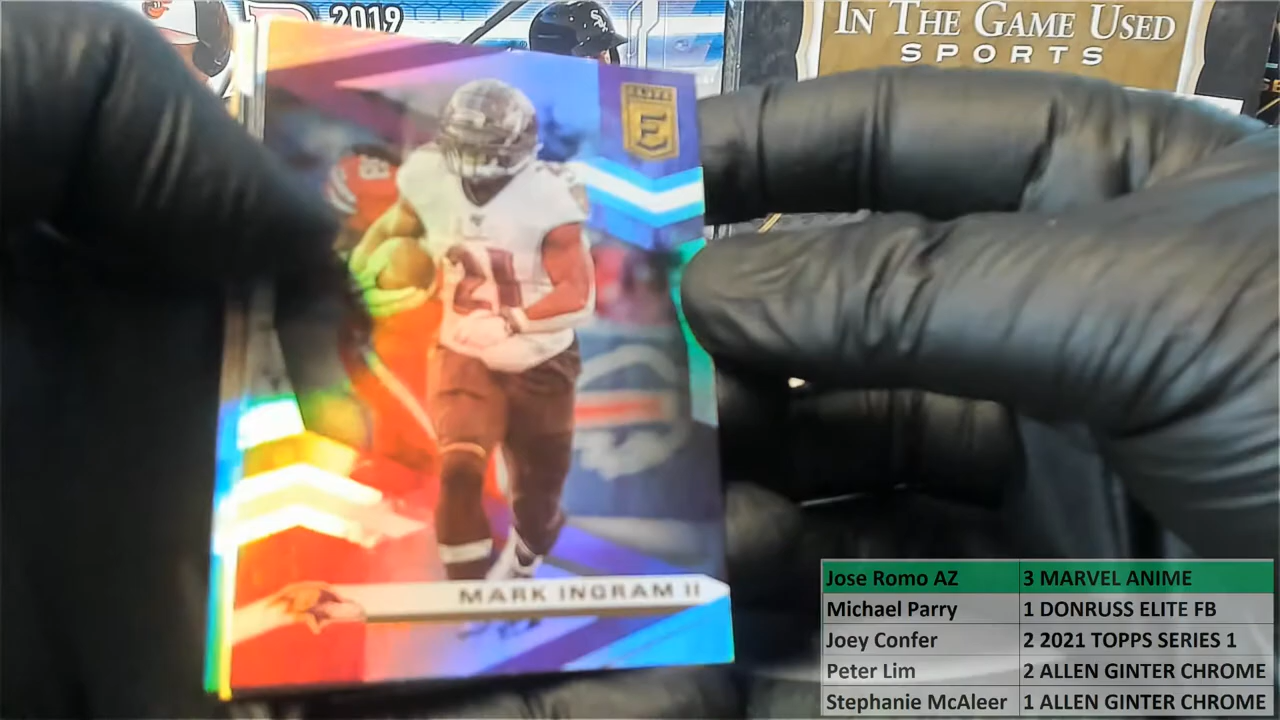 2019
IN THE GAME USED
SPORTS
ELITE
E
21
MARK INGRAM II
Jose Romo AZ 3 MARVEL ANIME
Michael Parry 1 DONRUSS ELITE FB
Joey Confer 2 2021 TOPPS SERIES 1
Peter Lim 2 ALLEN GINTER CHROME
Stephanie McAleer 1 ALLEN GINTER CHROME